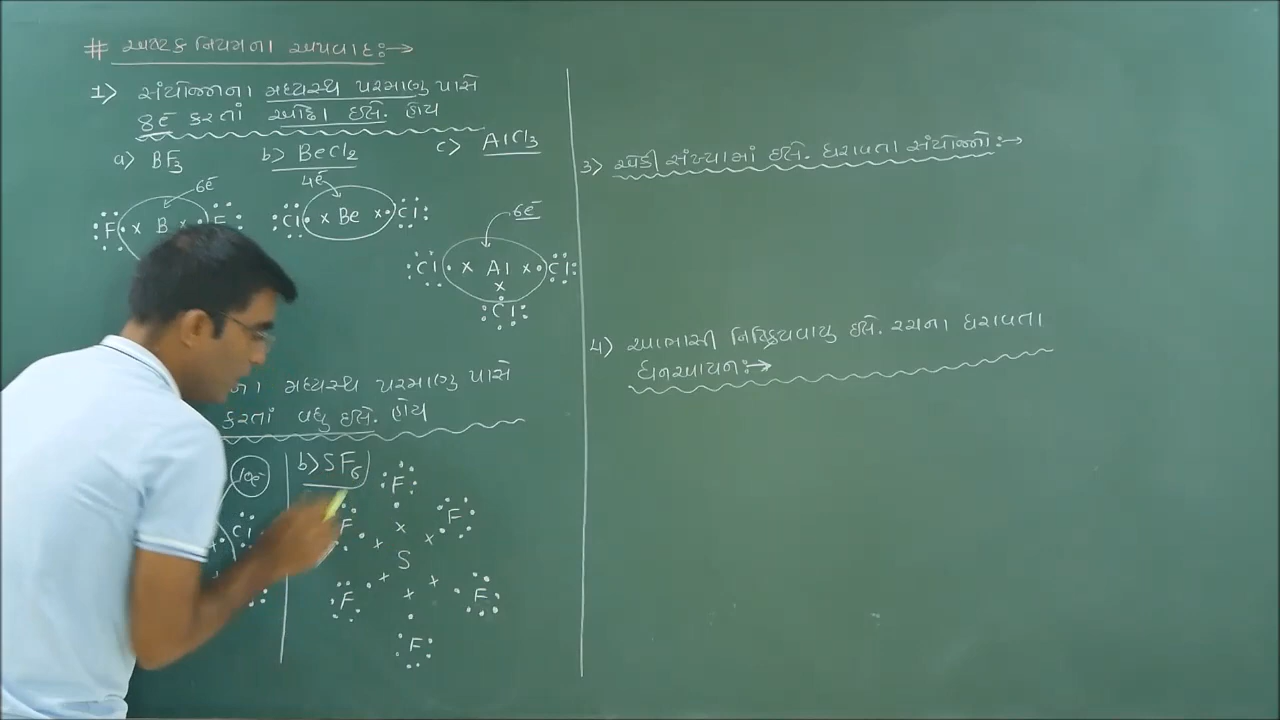 # અષ્ટક નિયમના અપવાદ :→
1) સંયોજનના મધ્યસ્થ પરમાણુ પાસે
8e⁻ કરતાં ઓછા ઇલે. હોય
a) BF₃
b) BeCl₂
c) AlCl₃
6e⁻
4e⁻
6e⁻
F B F
Cl Be Cl
Cl Al Cl
Cl
મધ્યસ્થ પરમાણુ પાસે
કરતાં વધુ ઇલે. હોય
10e⁻
Cl
b) SF₆
F
F F
S
F F
F
3) એકી સંખ્યામાં ઇલે. ધરાવતા સંયોજનો :→
4) આભાસી નિષ્ક્રિયવાયુ ઇલે. રચના ધરાવતા
ધનઆયન :→